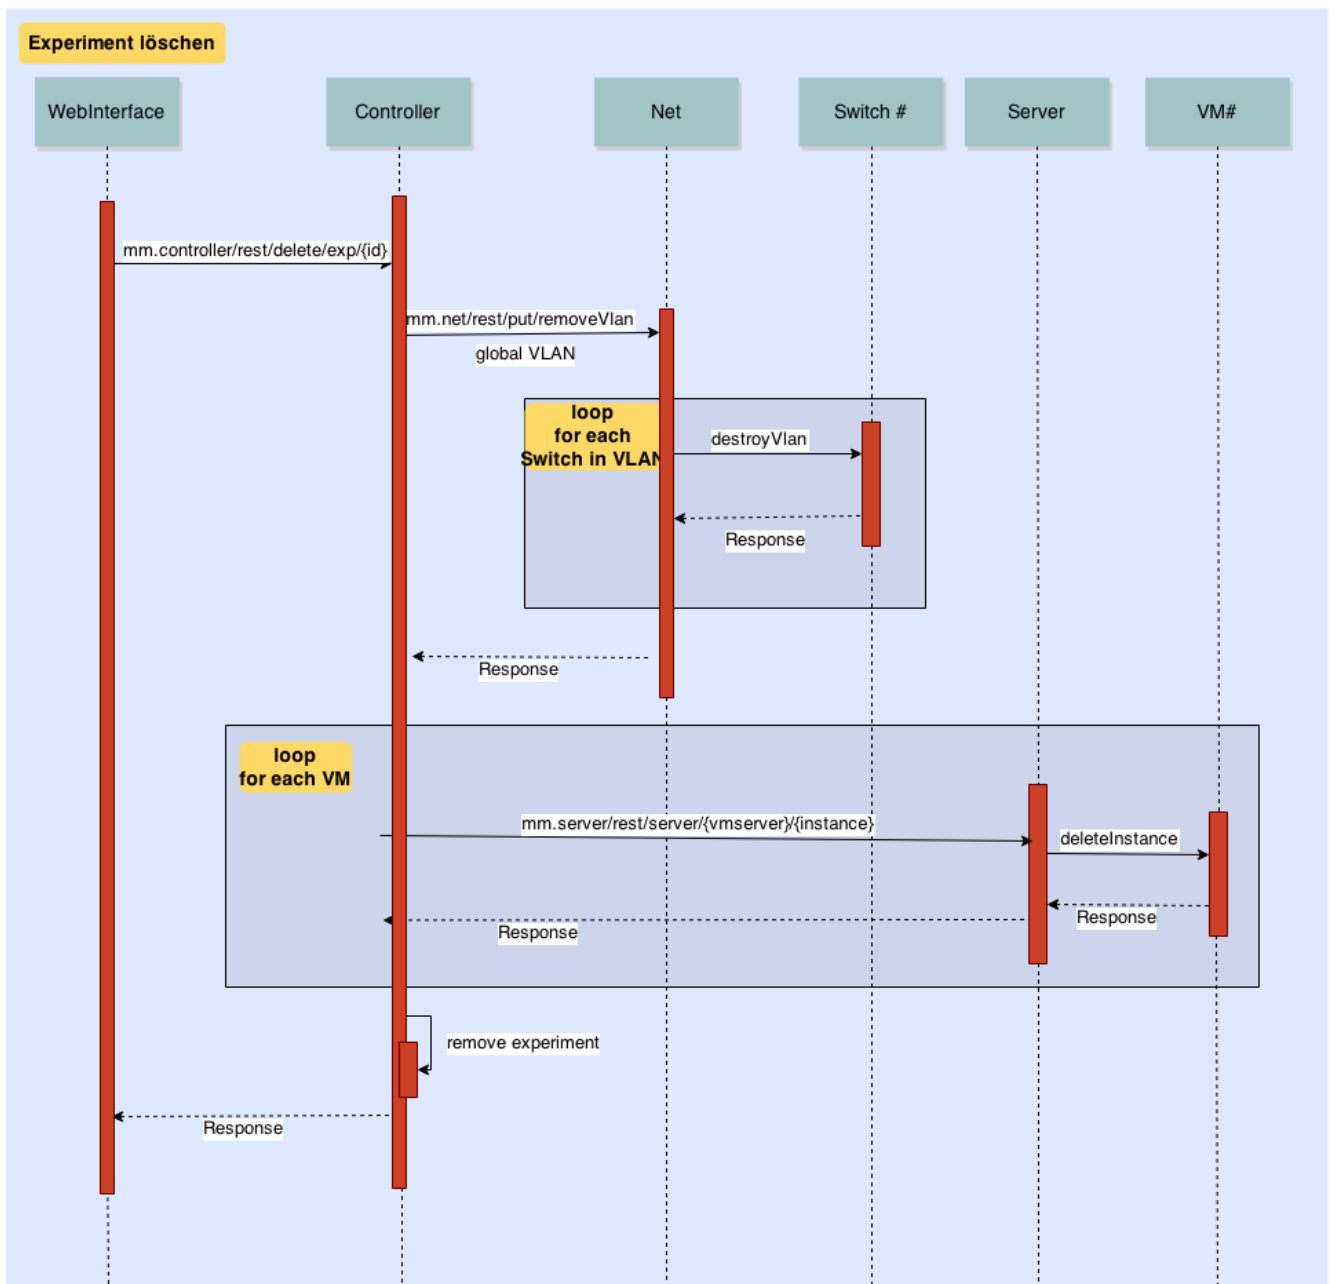 Experiment löschen
WebInterface
Controller
Net
Switch #
Server
VM#
mm.controller/rest/delete/exp/{id}
mm.net/rest/put/removeVlan
global VLAN
loop
for each
Switch in VLAN
destroyVlan
Response
Response
loop
for each VM
mm.server/rest/server/{vmserver}/{instance}
deleteInstance
Response
Response
remove experiment
Response